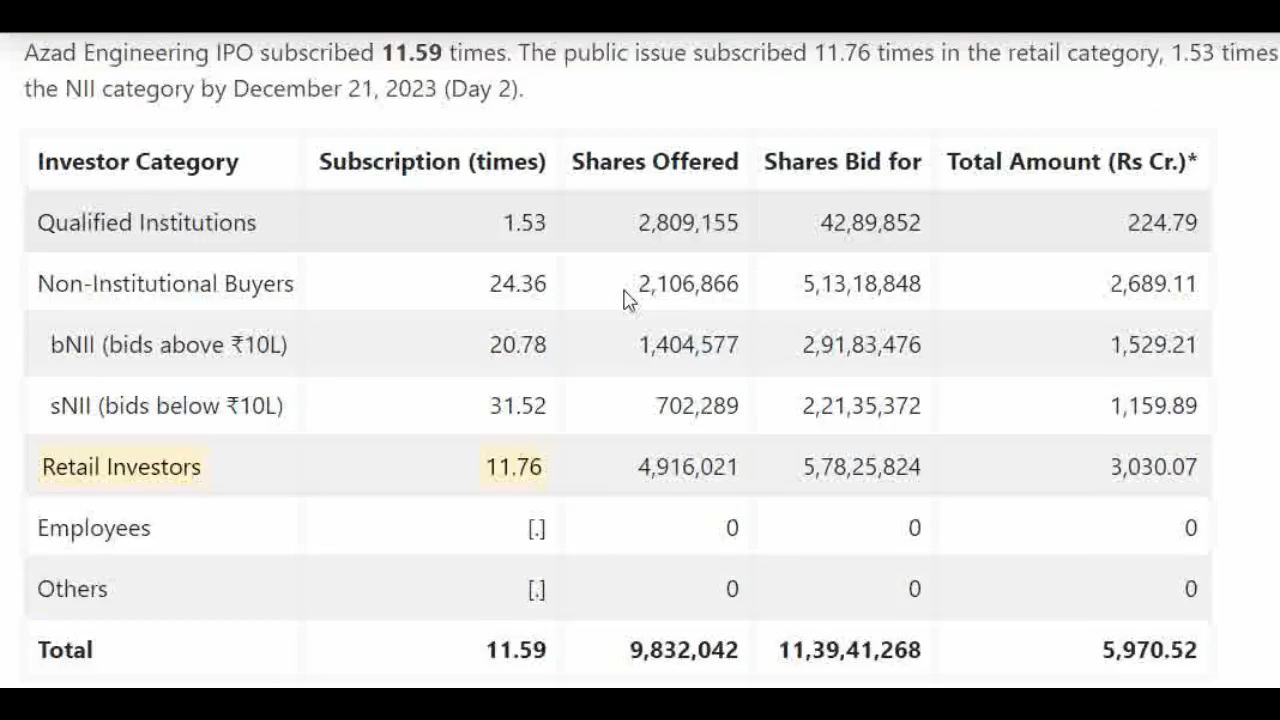 Azad Engineering IPO subscribed 11.59 times. The public issue subscribed 11.76 times in the retail category, 1.53 times
the NII category by December 21, 2023 (Day 2).
Investor Category Subscription (times) Shares Offered Shares Bid for Total Amount (Rs Cr.)*
Qualified Institutions 1.53 2,809,155 42,89,852 224.79
Non-Institutional Buyers 24.36 2,106,866 5,13,18,848 2,689.11
bNII (bids above ₹10L) 20.78 1,404,577 2,91,83,476 1,529.21
sNII (bids below ₹10L) 31.52 702,289 2,21,35,372 1,159.89
Retail Investors 11.76 4,916,021 5,78,25,824 3,030.07
Employees [.] 0 0 0
Others [.] 0 0 0
Total 11.59 9,832,042 11,39,41,268 5,970.52